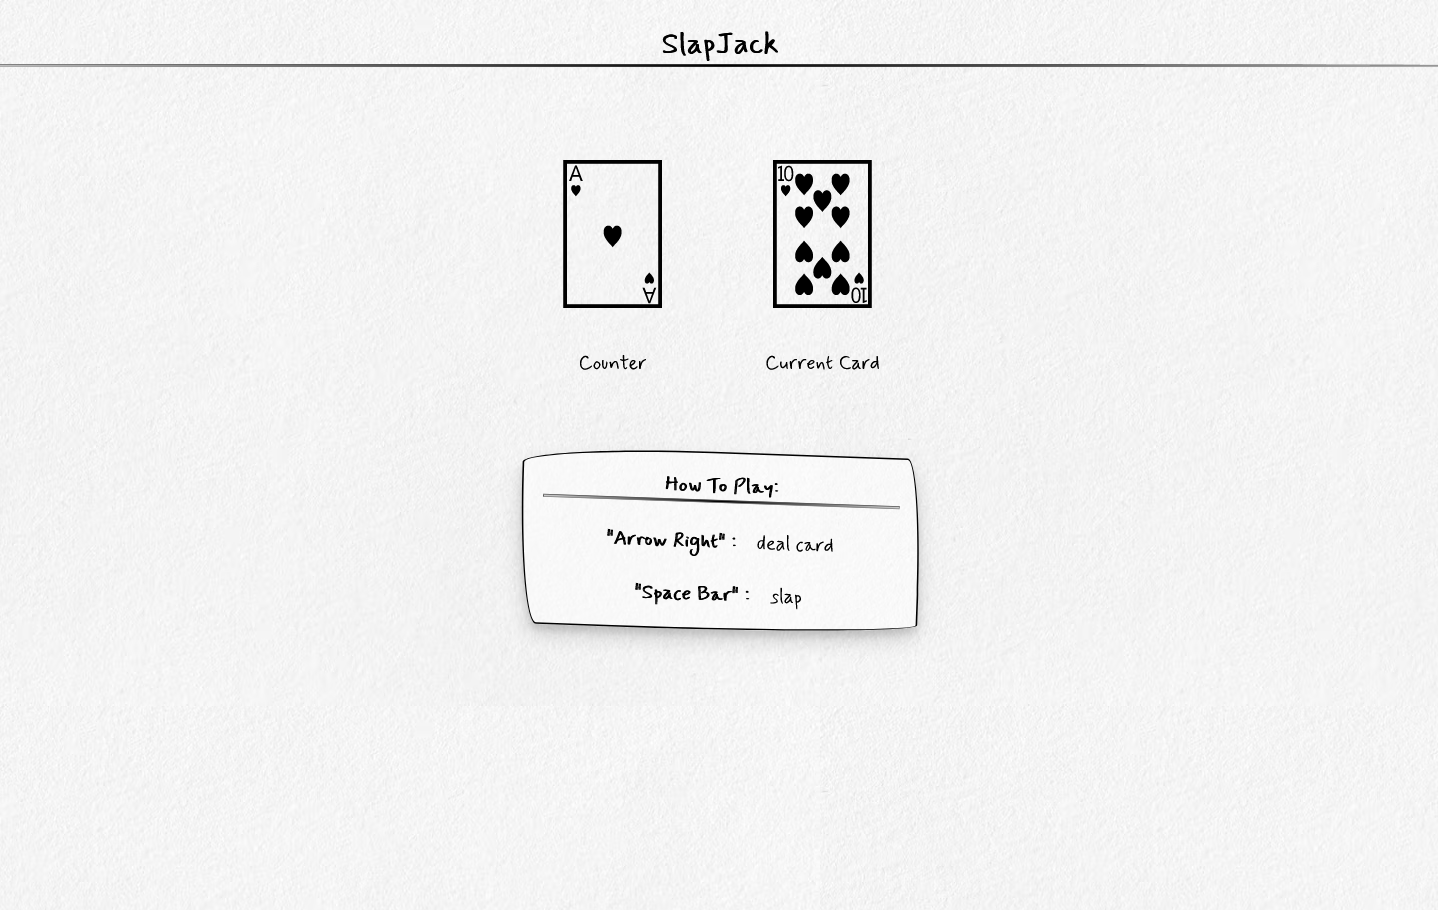 SlapJack
A
A
10
10
Counter
Current Card
How To Play:
"Arrow Right" : deal card
"Space Bar" : slap